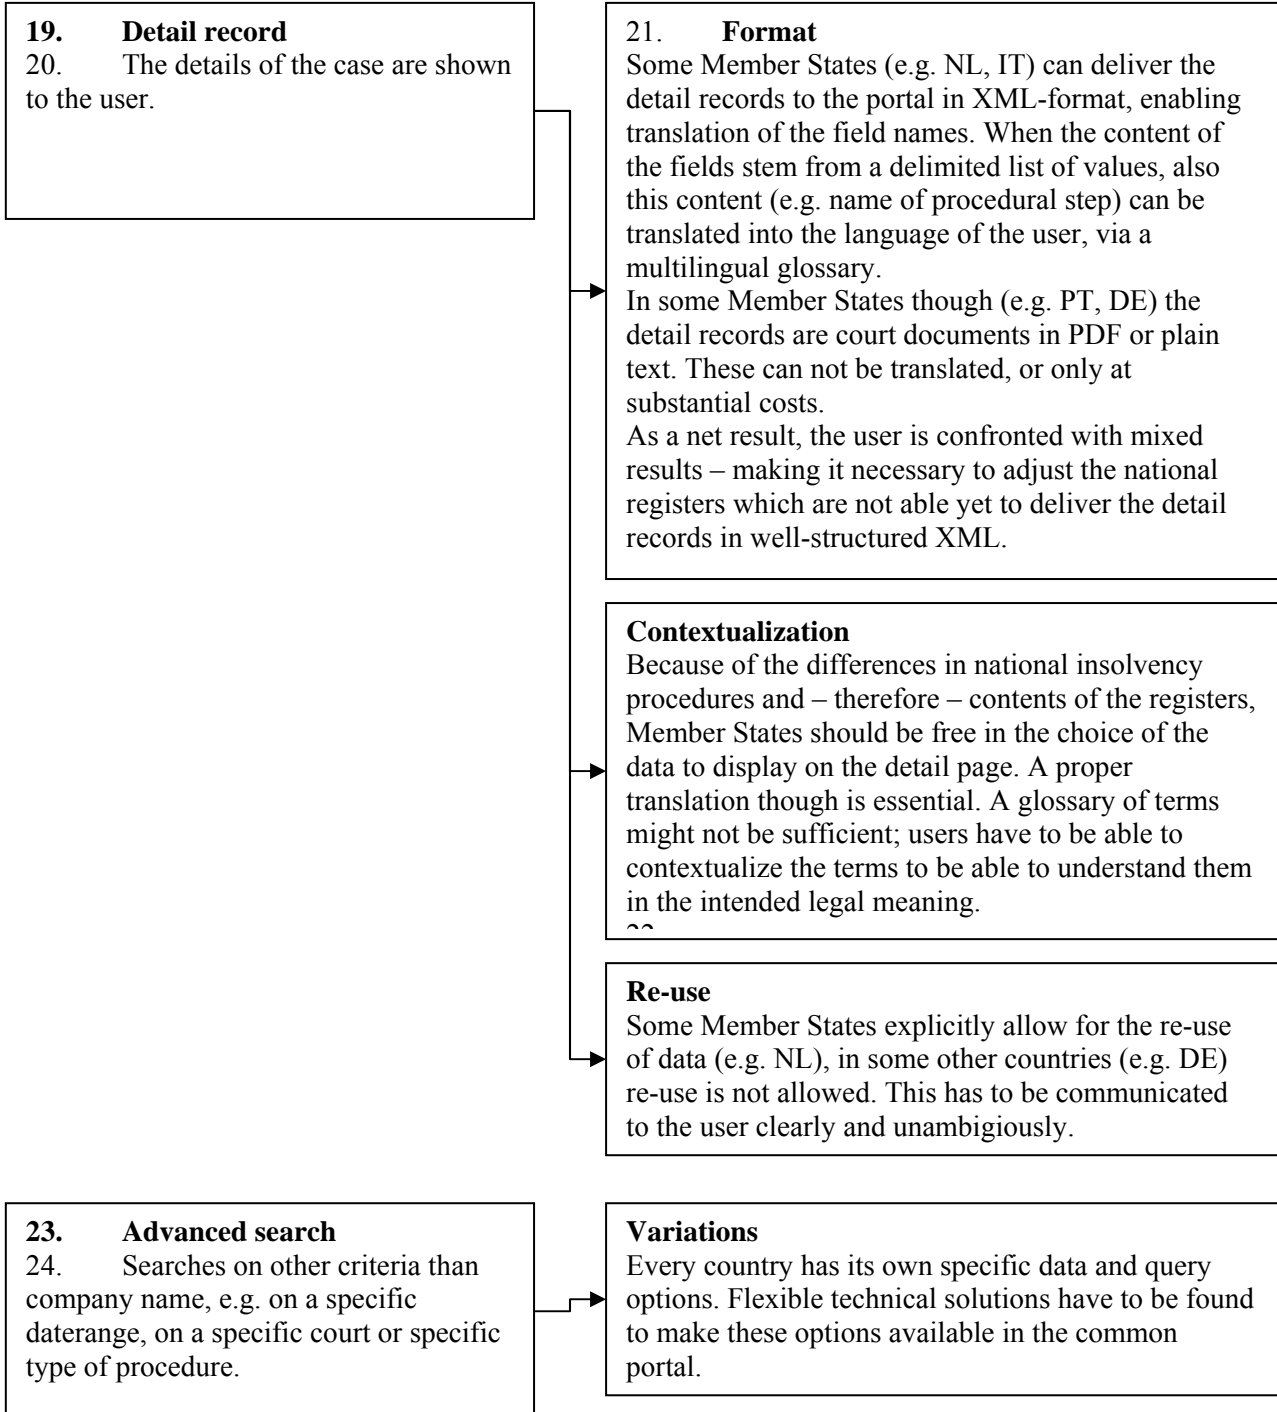 19. Detail record
20. The details of the case are shown
to the user.
21. Format
Some Member States (e.g. NL, IT) can deliver the
detail records to the portal in XML-format, enabling
translation of the field names. When the content of
the fields stem from a delimited list of values, also
this content (e.g. name of procedural step) can be
translated into the language of the user, via a
multilingual glossary.
In some Member States though (e.g. PT, DE) the
detail records are court documents in PDF or plain
text. These can not be translated, or only at
substantial costs.
As a net result, the user is confronted with mixed
results – making it necessary to adjust the national
registers which are not able yet to deliver the detail
records in well-structured XML.
Contextualization
Because of the differences in national insolvency
procedures and – therefore – contents of the registers,
Member States should be free in the choice of the
data to display on the detail page. A proper
translation though is essential. A glossary of terms
might not be sufficient; users have to be able to
contextualize the terms to be able to understand them
in the intended legal meaning.
Re-use
Some Member States explicitly allow for the re-use
of data (e.g. NL), in some other countries (e.g. DE)
re-use is not allowed. This has to be communicated
to the user clearly and unambigiously.
23. Advanced search
24. Searches on other criteria than
company name, e.g. on a specific
daterange, on a specific court or specific
type of procedure.
Variations
Every country has its own specific data and query
options. Flexible technical solutions have to be found
to make these options available in the common
portal.